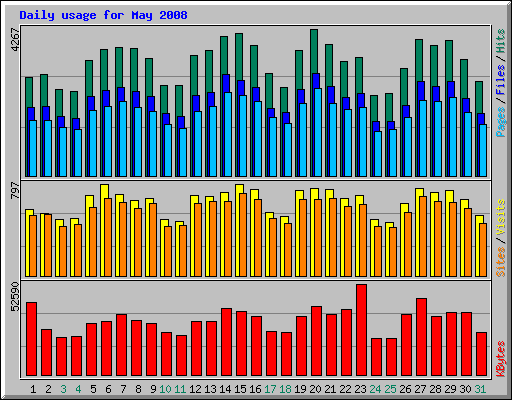 Daily usage for May 2008
4267
Pages / Files / Hits
797
Sites / Visits
52590
KBytes
1 2 3 4 5 6 7 8 9 10 11 12 13 14 15 16 17 18 19 20 21 22 23 24 25 26 27 28 29 30 31